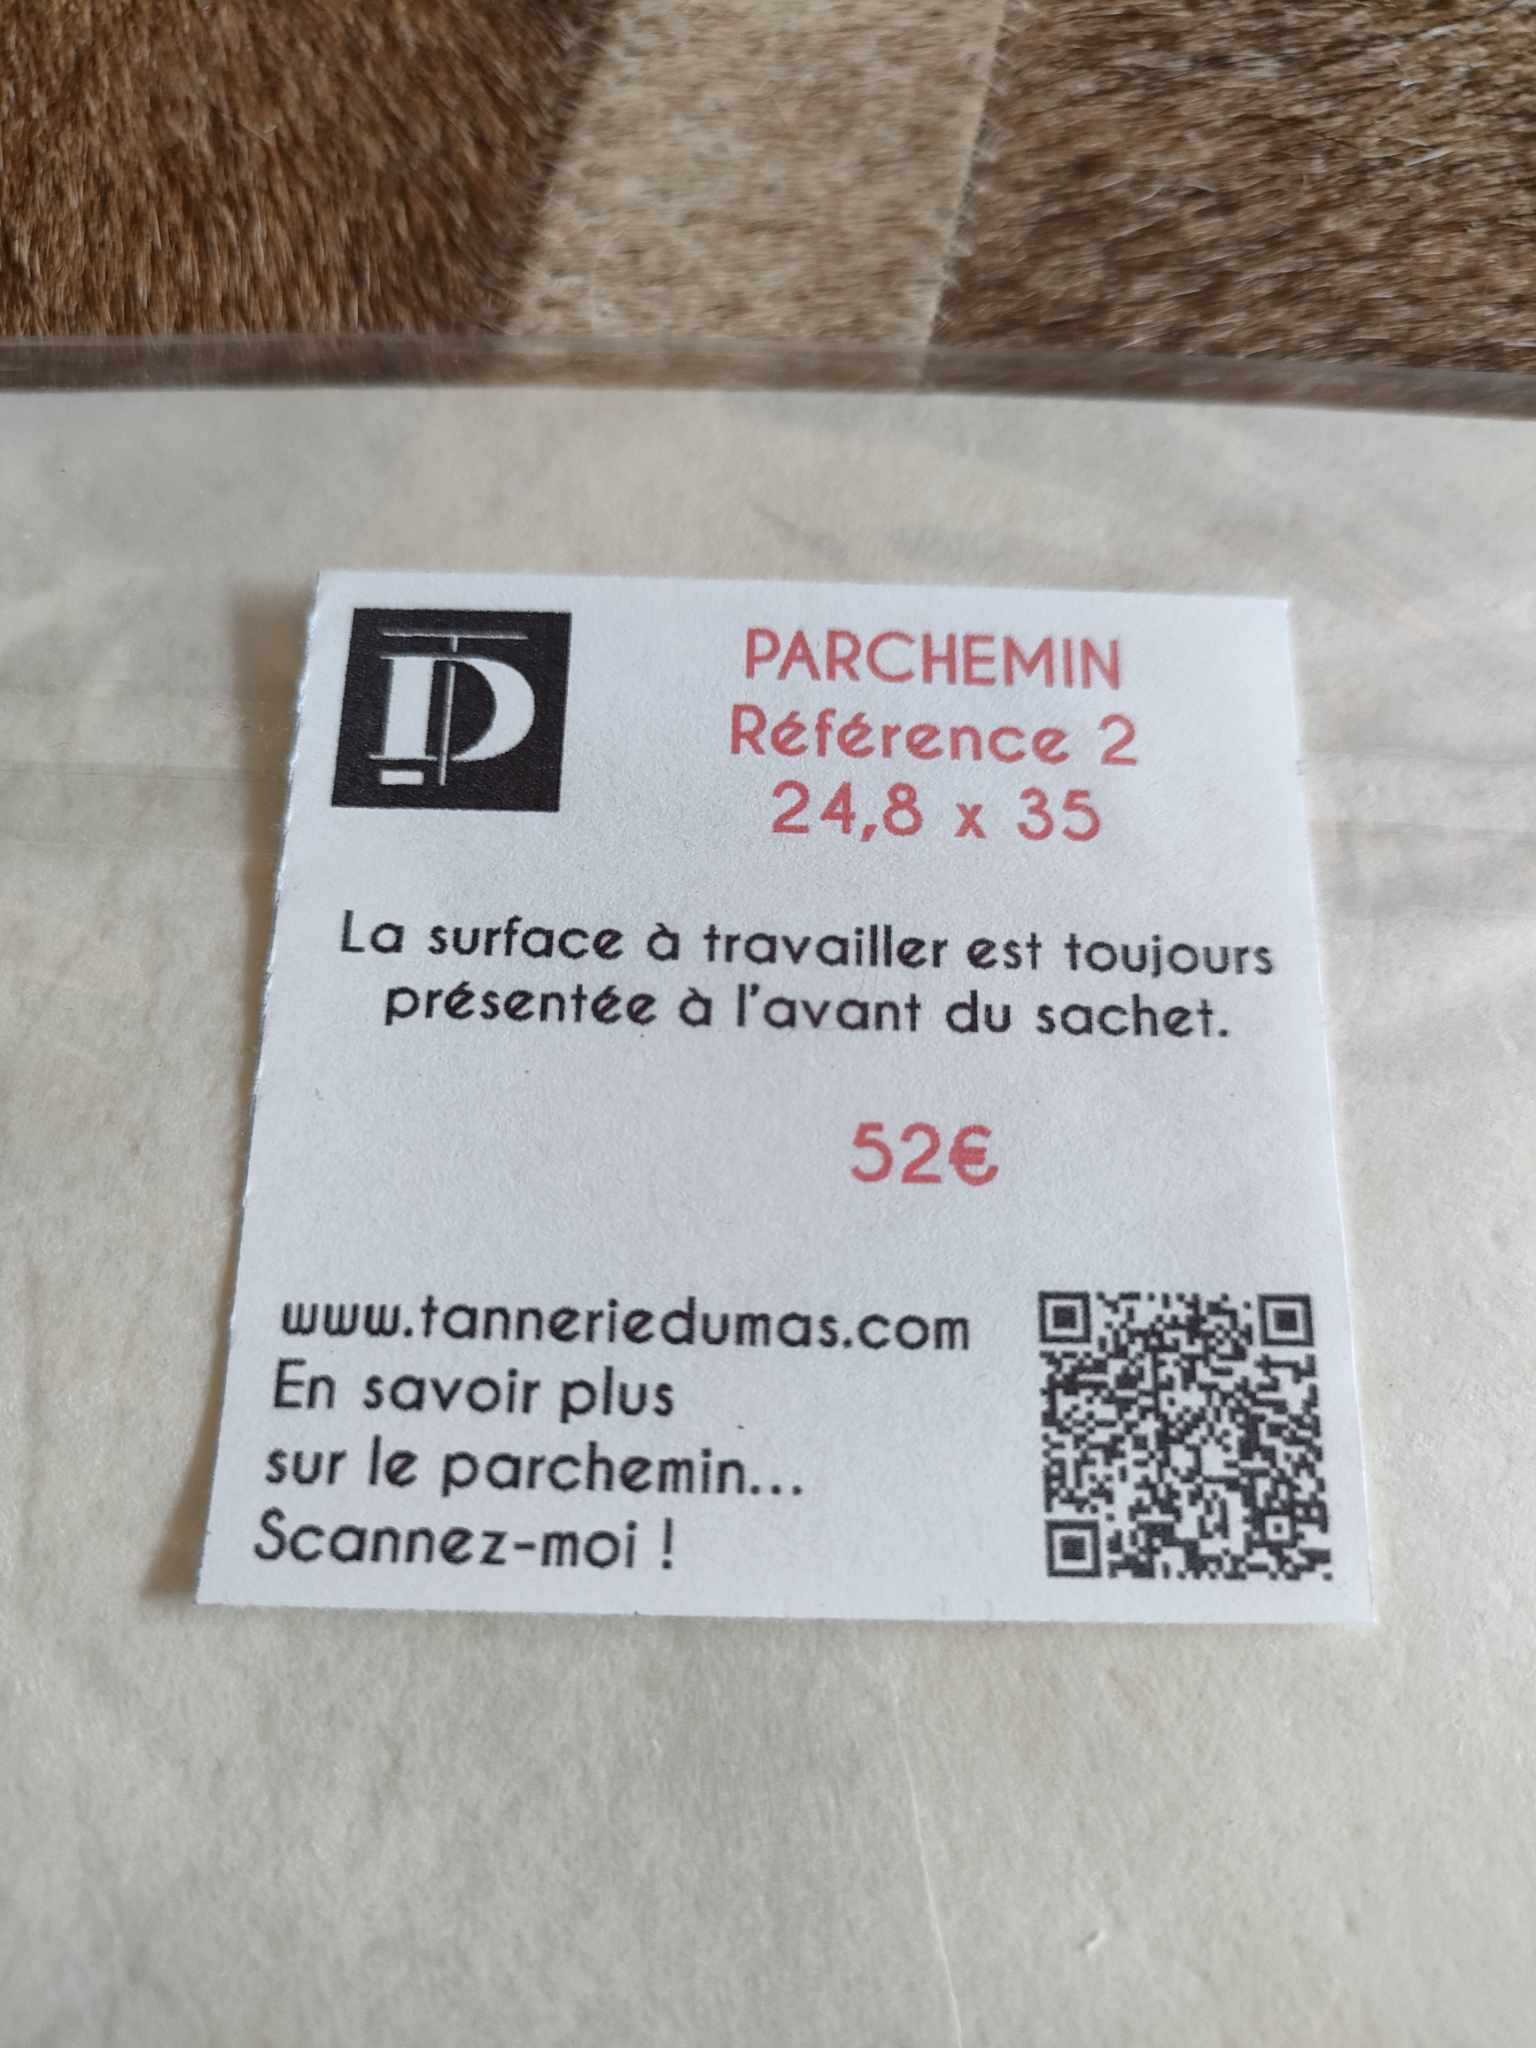 PARCHEMIN
Référence 2
24,8 x 35
La surface à travailler est toujours
présentée à l'avant du sachet.
52€
www.tanneriedumas.com
En savoir plus
sur le parchemin...
Scannez-moi !